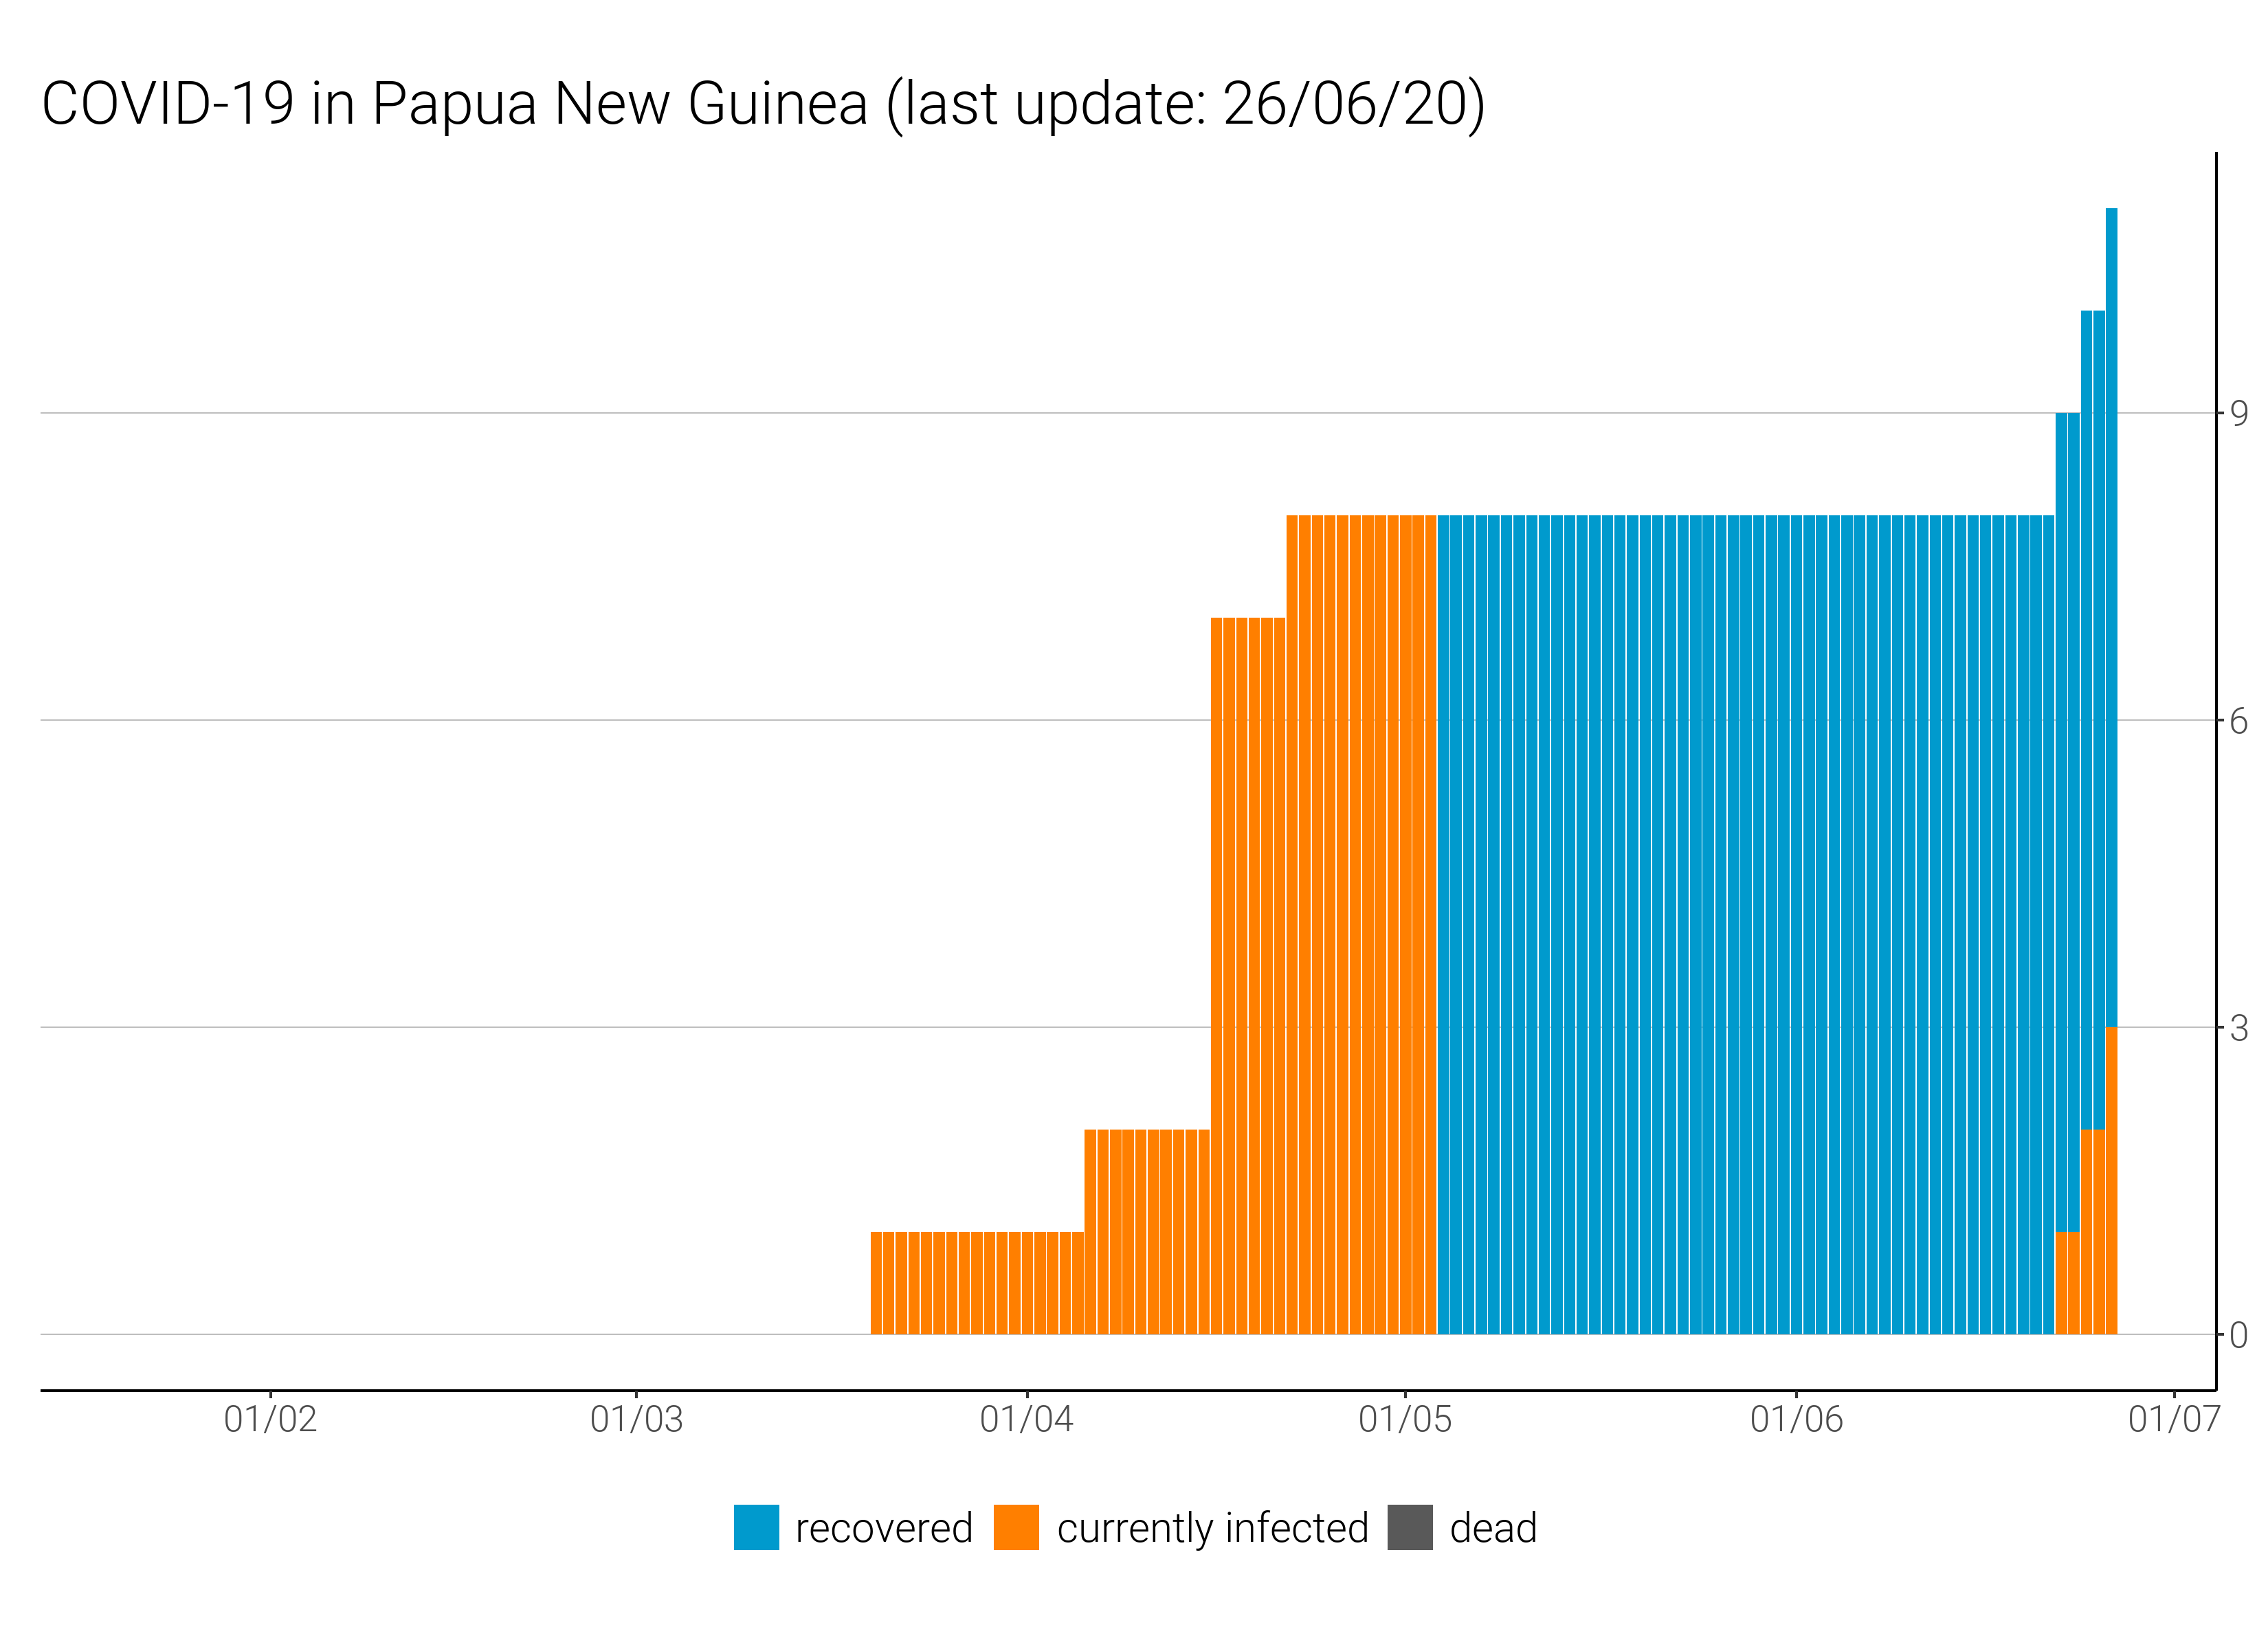 COVID-19 in Papua New Guinea (last update: 26/06/20)
9
6
3
0
01/02 01/03 01/04 01/05 01/06 01/07
recovered currently infected dead